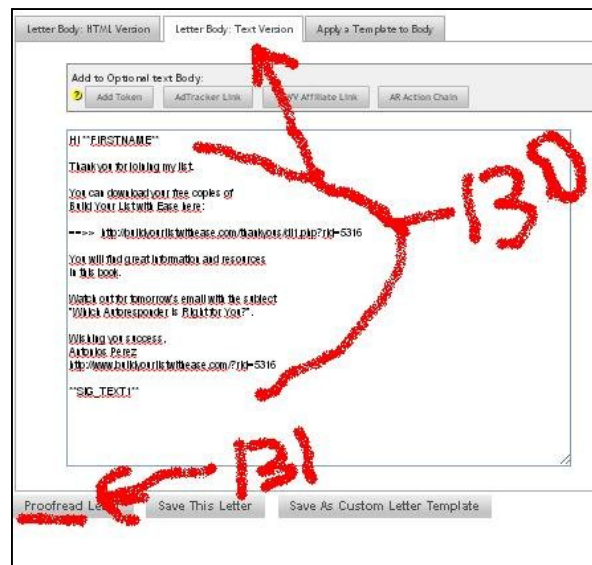 Letter Body: HTML Version Letter Body: Text Version Apply a Template to Body
Add to Optional text Body:
Add Token AdTracker Link Affiliate Link AR Action Chain
Hi **FIRSTNAME**
Thank you for joining my list.
You can download your free copies of
Build Your List with Ease here:
==>> http://buildyourlistwithease.com/thankyous/dl1.php?rid=5316
You will find great information and resources
in this book.
Watch out for tomorrow's email with the subject
"Which Autoresponder is Right for You?".
Wishing you success,
Antonios Perez
http://www.buildyourlistwithease.com/?rid=5316
**SIG_TEXT1**
130
131
Proofread Save This Letter Save As Custom Letter Template